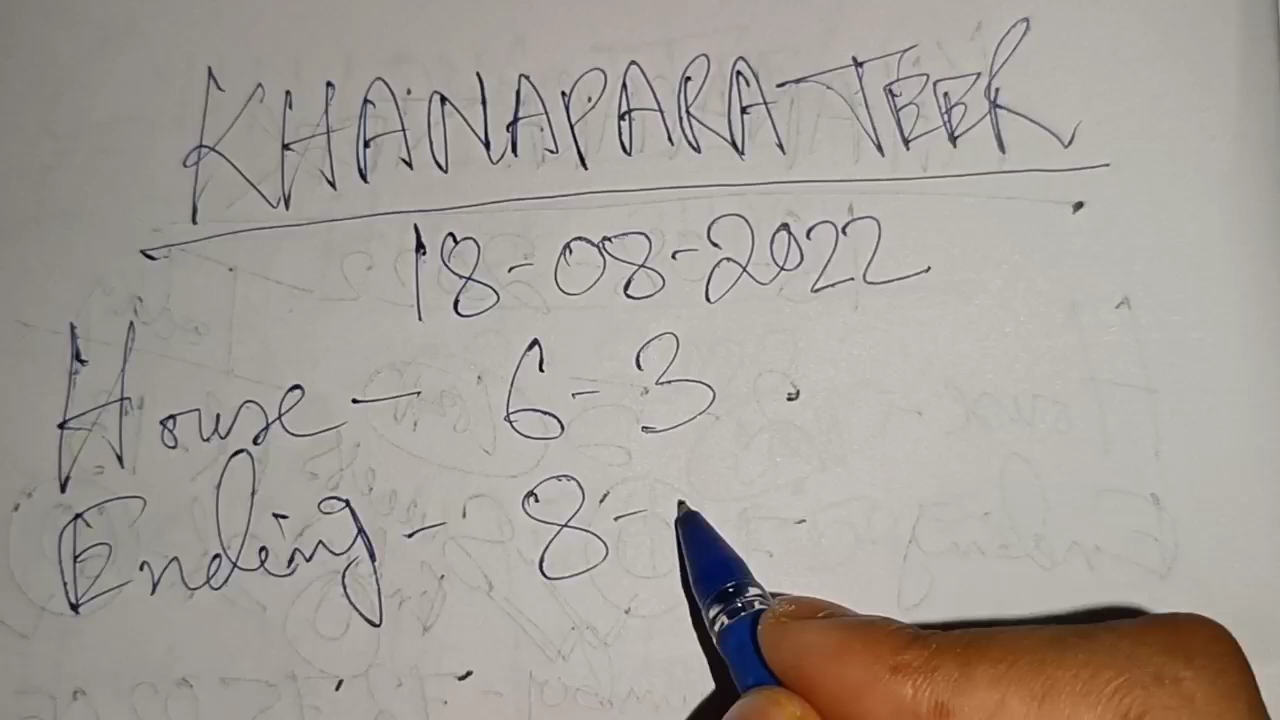 KHANAPARA TEER
18-08-2022
House - 6-3
Ending - 8-